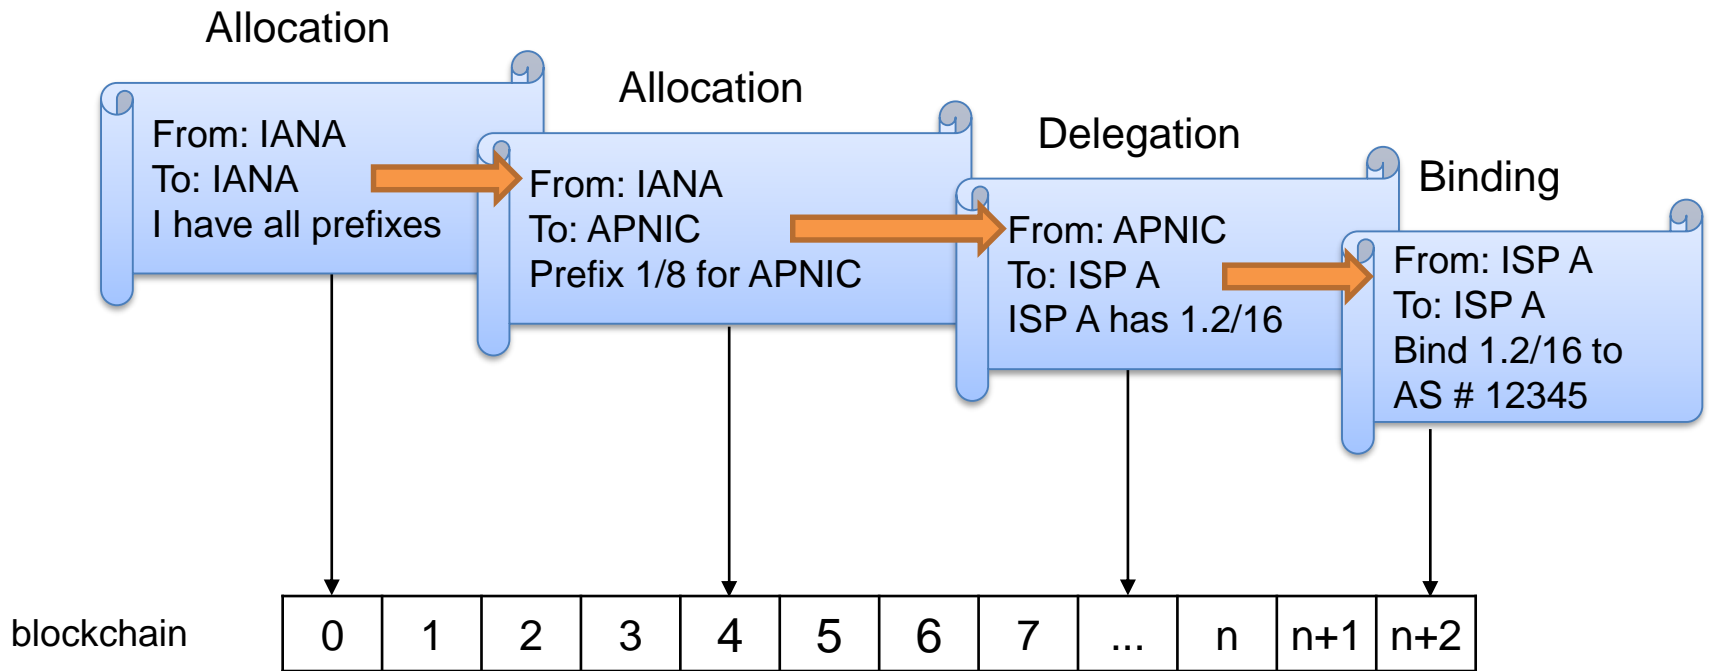 Allocation
From: IANA
To: IANA
I have all prefixes
Allocation
From: IANA
To: APNIC
Prefix 1/8 for APNIC
Delegation
From: APNIC
To: ISP A
ISP A has 1.2/16
Binding
From: ISP A
To: ISP A
Bind 1.2/16 to
AS # 12345
blockchain 0 1 2 3 4 5 6 7 ... n n+1 n+2